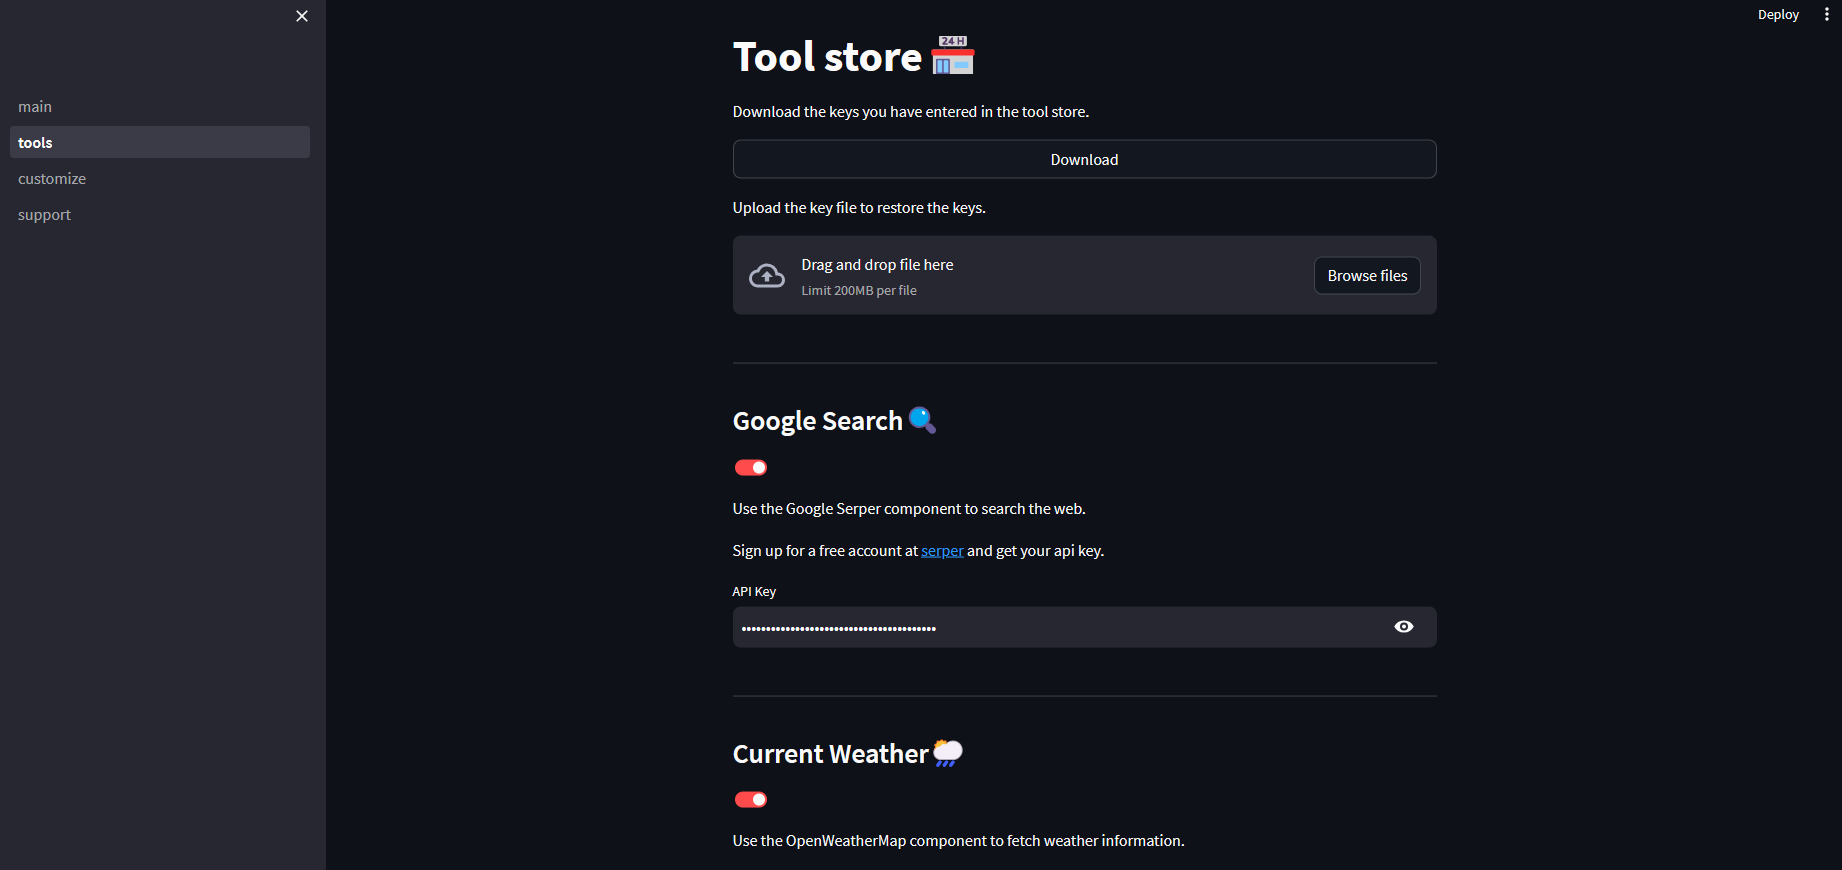 Deploy
main
tools
customize
support
Tool store
24 H
Download the keys you have entered in the tool store.
Download
Upload the key file to restore the keys.
Drag and drop file here
Limit 200MB per file
Browse files
Google Search
Use the Google Serper component to search the web.
Sign up for a free account at serper and get your api key.
API Key
••••••••••••••••••••••••••••••••••••••••
Current Weather
Use the OpenWeatherMap component to fetch weather information.